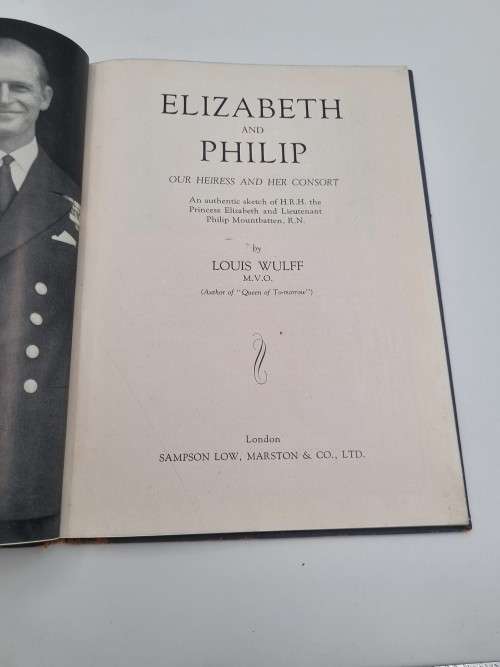 ELIZABETH
AND
PHILIP
OUR HEIRESS AND HER CONSORT
An authentic sketch of H.R.H. the
Princess Elizabeth and Lieutenant
Philip Mountbatten, R.N.
by
LOUIS WULFF
M.V.O.
(Author of "Queen of To-morrow")
London
SAMPSON LOW, MARSTON & CO., LTD.